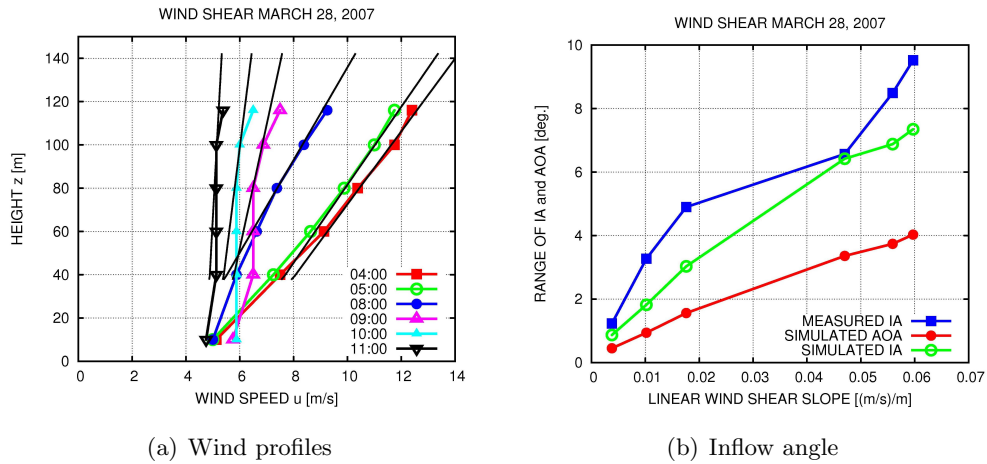 WIND SHEAR MARCH 28, 2007
140
120
100
80
60
40
20
0
HEIGHT z [m]
04:00
05:00
08:00
09:00
10:00
11:00
0 2 4 6 8 10 12 14
WIND SPEED u [m/s]
(a) Wind profiles
WIND SHEAR MARCH 28, 2007
10
8
6
4
2
0
RANGE OF IA and AOA [deg.]
MEASURED IA
SIMULATED AOA
SIMULATED IA
0 0.01 0.02 0.03 0.04 0.05 0.06 0.07
LINEAR WIND SHEAR SLOPE [(m/s)/m]
(b) Inflow angle